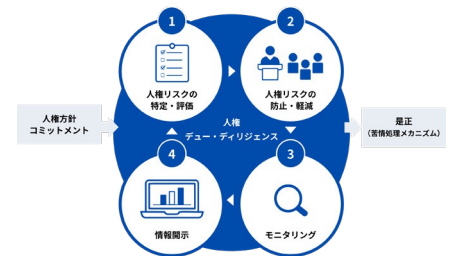 1
2
人権リスクの
特定・評価
人権リスクの
防止・軽減
人権方針
コミットメント
人権
デュー・ディリジェンス
是正
(苦情処理メカニズム)
4
3
情報開示
モニタリング